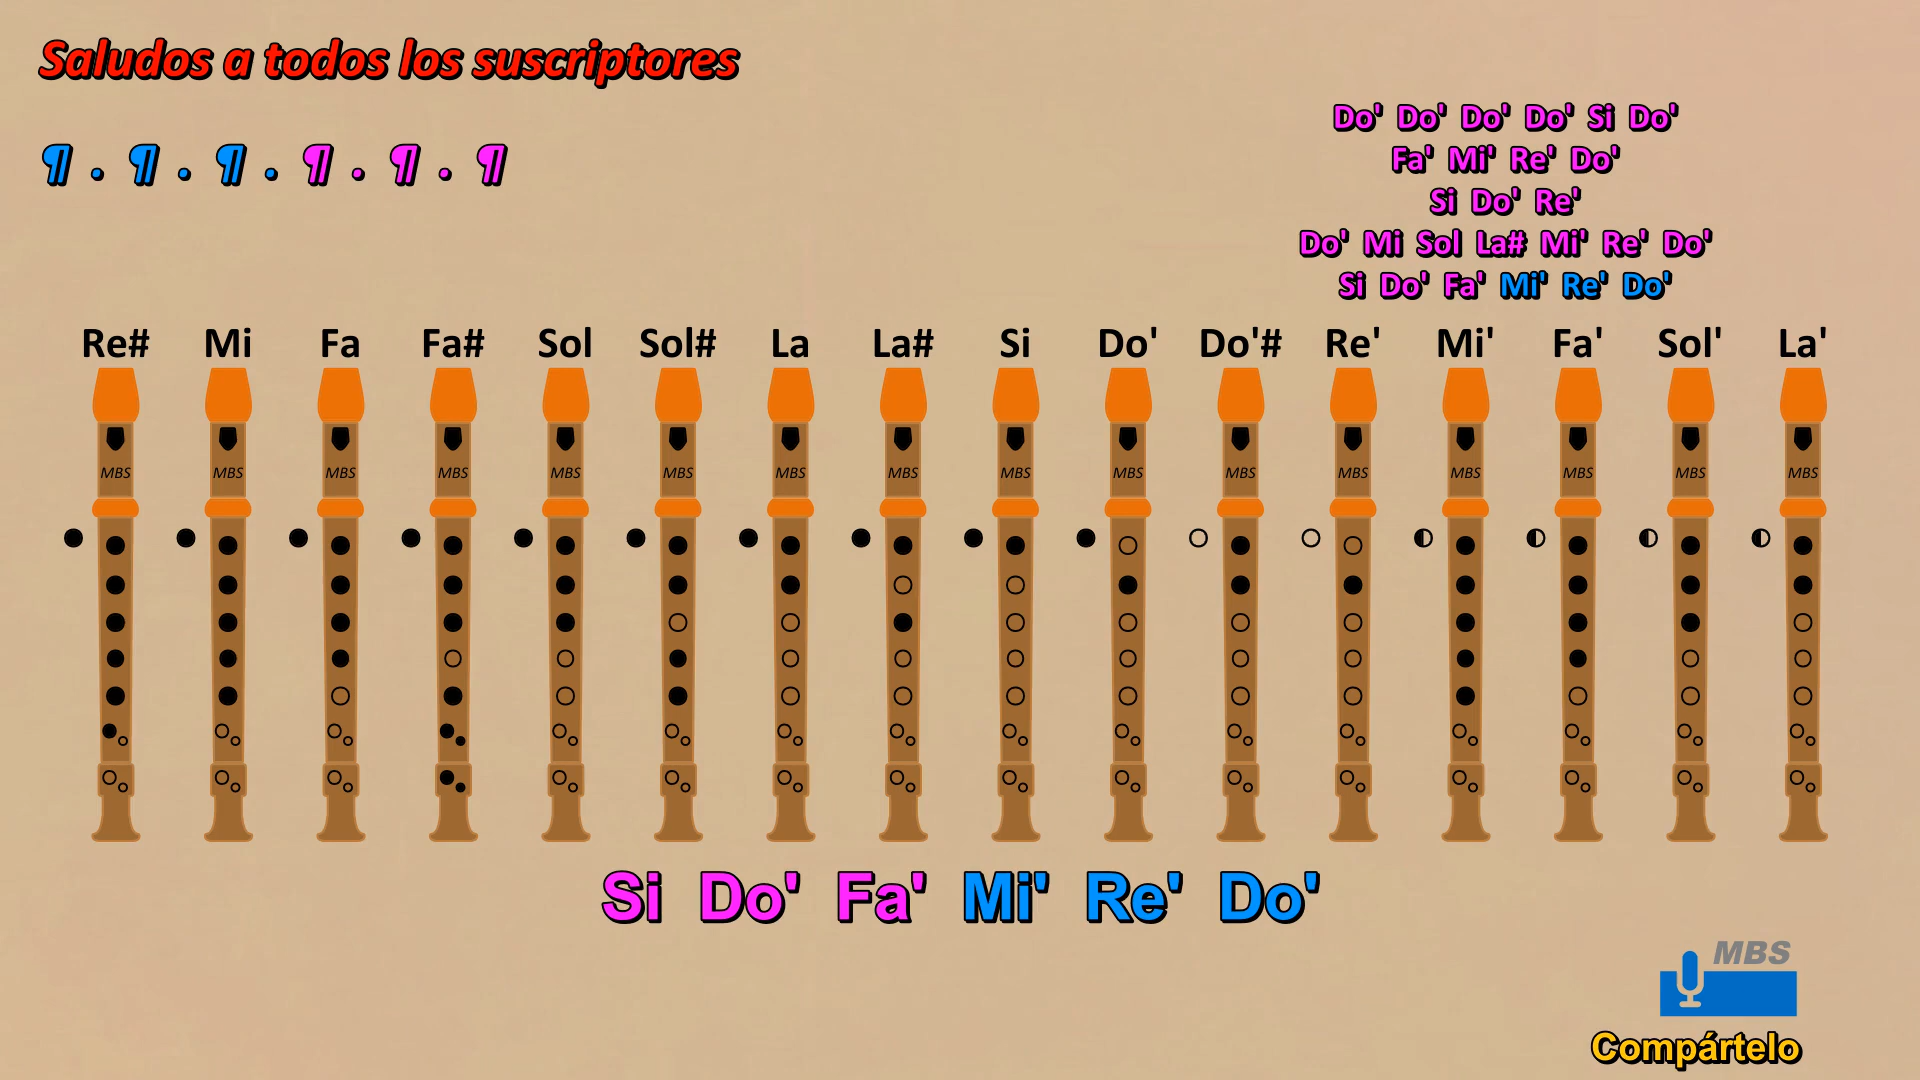 Saludos a todos los suscriptores
¶ . ¶ . ¶ . ¶ . ¶ . ¶
Do' Do' Do' Do' Si Do'
Fa' Mi' Re' Do'
Si Do' Re'
Do' Mi Sol La# Mi' Re' Do'
Si Do' Fa' Mi' Re' Do'
Re# Mi Fa Fa# Sol Sol# La La# Si Do' Do'# Re' Mi' Fa' Sol' La'
MBS MBS MBS MBS MBS MBS MBS MBS MBS MBS MBS MBS MBS MBS MBS MBS
Si Do' Fa' Mi' Re' Do'
MBS
Compártelo